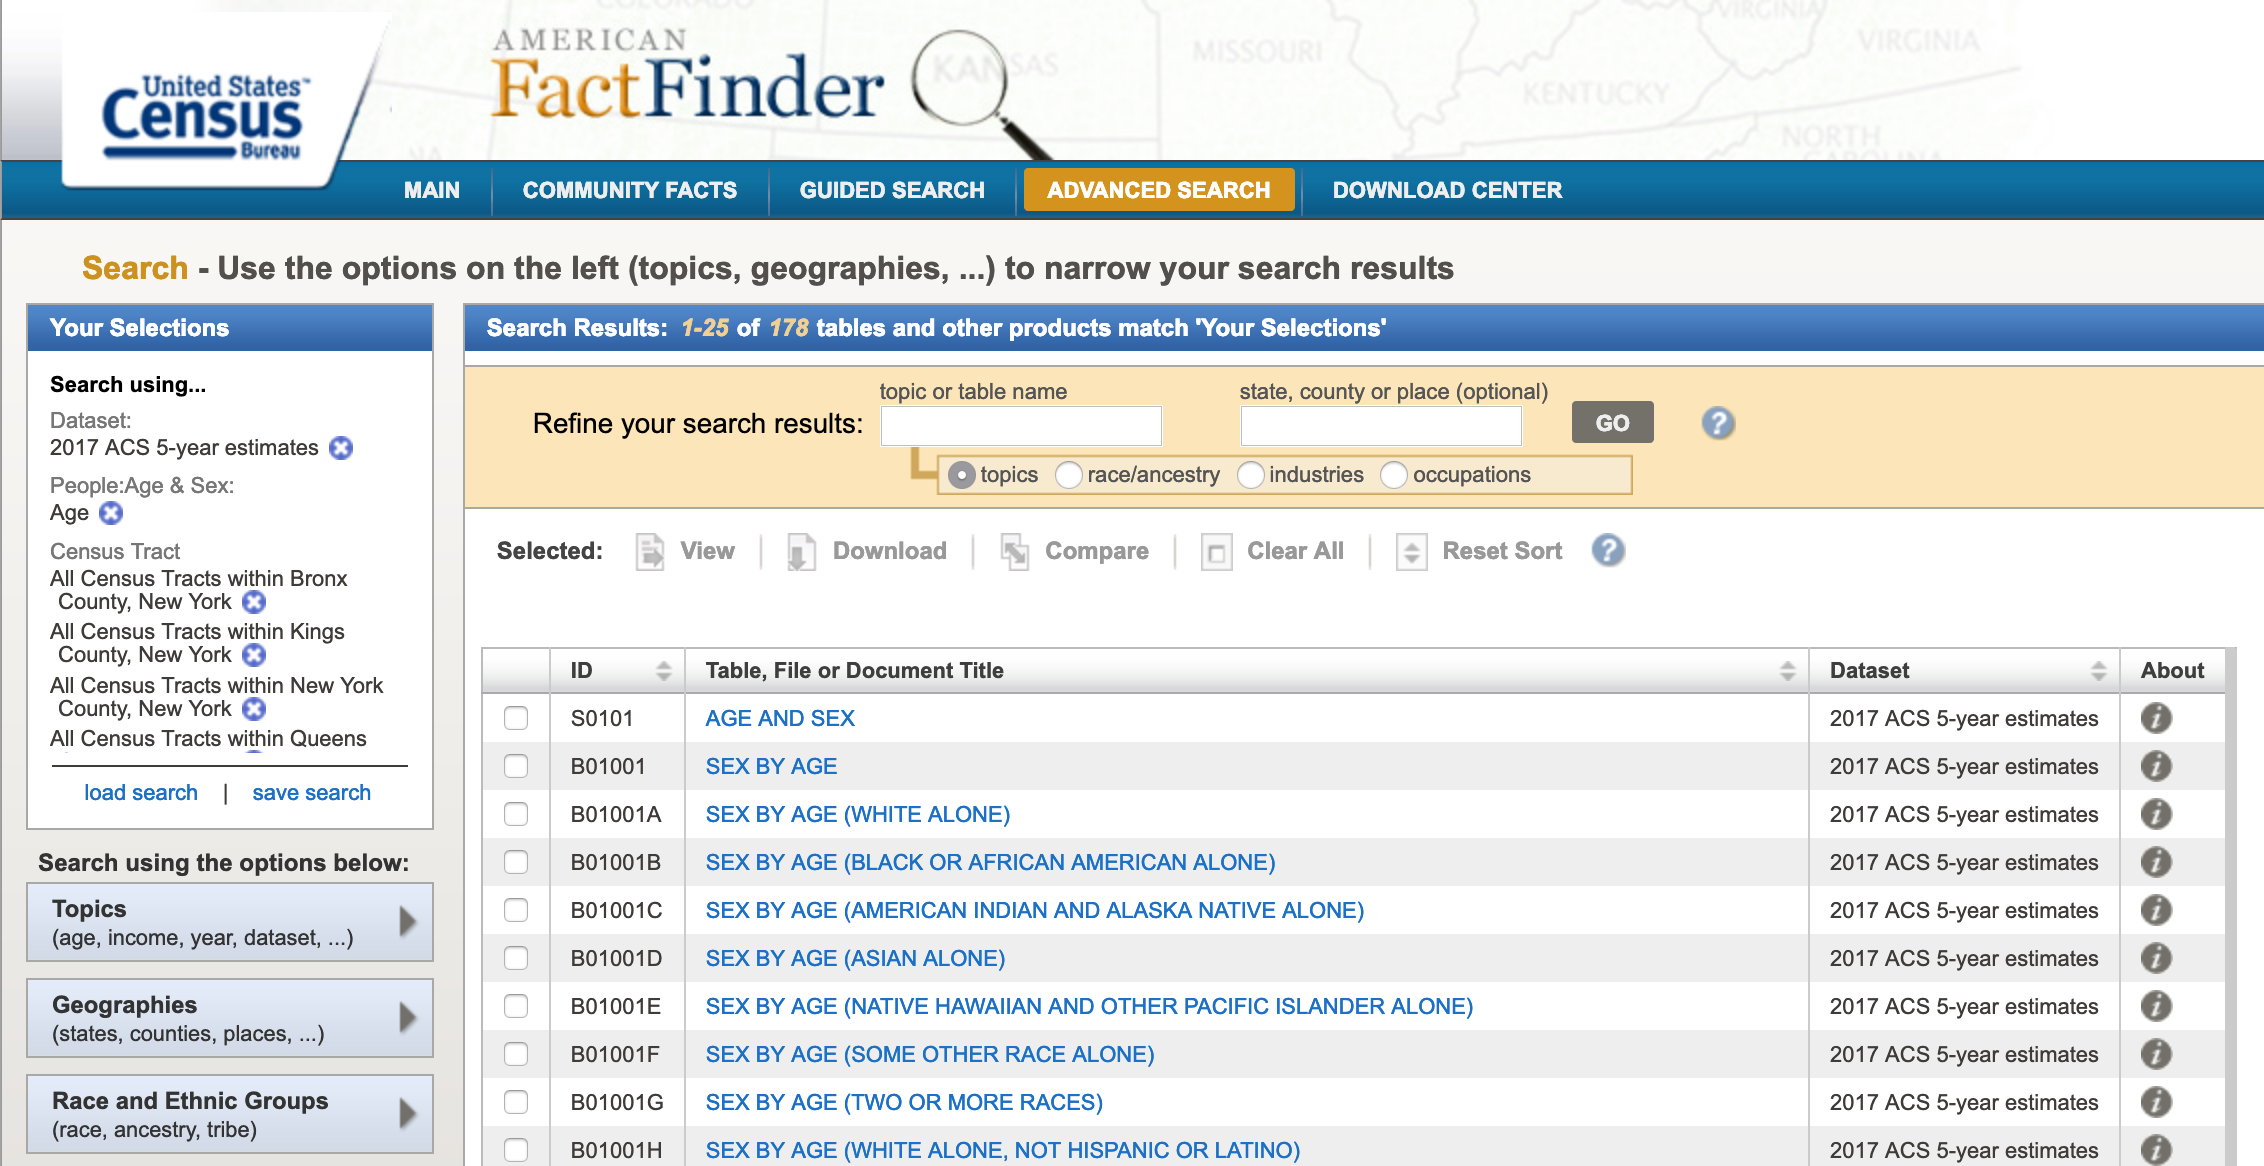 COLORADO
VIRGINIA
AMERICAN
FactFinder
KANSAS
MISSOURI
VIRGINIA
KENTUCKY
NORTH
CAROLINA
United States™
Census
Bureau
MAIN
COMMUNITY FACTS
GUIDED SEARCH
ADVANCED SEARCH
DOWNLOAD CENTER
Search - Use the options on the left (topics, geographies, ...) to narrow your search results
Your Selections
Search using...
Dataset:
2017 ACS 5-year estimates
People:Age & Sex:
Age
Census Tract
All Census Tracts within Bronx
County, New York
All Census Tracts within Kings
County, New York
All Census Tracts within New York
County, New York
All Census Tracts within Queens
load search | save search
Search using the options below:
Topics
(age, income, year, dataset, ...)
Geographies
(states, counties, places, ...)
Race and Ethnic Groups
(race, ancestry, tribe)
Search Results: 1-25 of 178 tables and other products match 'Your Selections'
topic or table name
state, county or place (optional)
Refine your search results:
GO
?
topics race/ancestry industries occupations
Selected: View | Download | Compare | Clear All | Reset Sort ?
ID Table, File or Document Title Dataset About
S0101 AGE AND SEX 2017 ACS 5-year estimates i
B01001 SEX BY AGE 2017 ACS 5-year estimates i
B01001A SEX BY AGE (WHITE ALONE) 2017 ACS 5-year estimates i
B01001B SEX BY AGE (BLACK OR AFRICAN AMERICAN ALONE) 2017 ACS 5-year estimates i
B01001C SEX BY AGE (AMERICAN INDIAN AND ALASKA NATIVE ALONE) 2017 ACS 5-year estimates i
B01001D SEX BY AGE (ASIAN ALONE) 2017 ACS 5-year estimates i
B01001E SEX BY AGE (NATIVE HAWAIIAN AND OTHER PACIFIC ISLANDER ALONE) 2017 ACS 5-year estimates i
B01001F SEX BY AGE (SOME OTHER RACE ALONE) 2017 ACS 5-year estimates i
B01001G SEX BY AGE (TWO OR MORE RACES) 2017 ACS 5-year estimates i
B01001H SEX BY AGE (WHITE ALONE, NOT HISPANIC OR LATINO) 2017 ACS 5-year estimates i